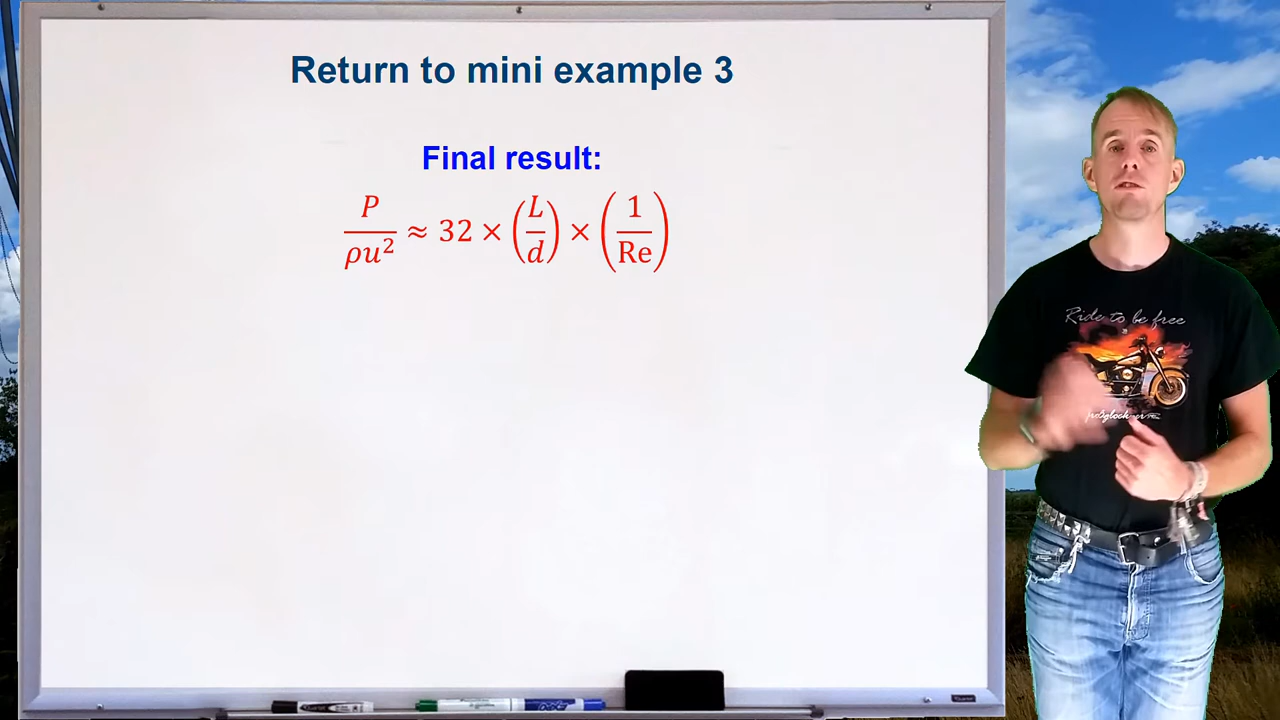 Return to mini example 3
Final result:
P/ρu² ≈ 32 × (L/d) × (1/Re)
Ride to be free